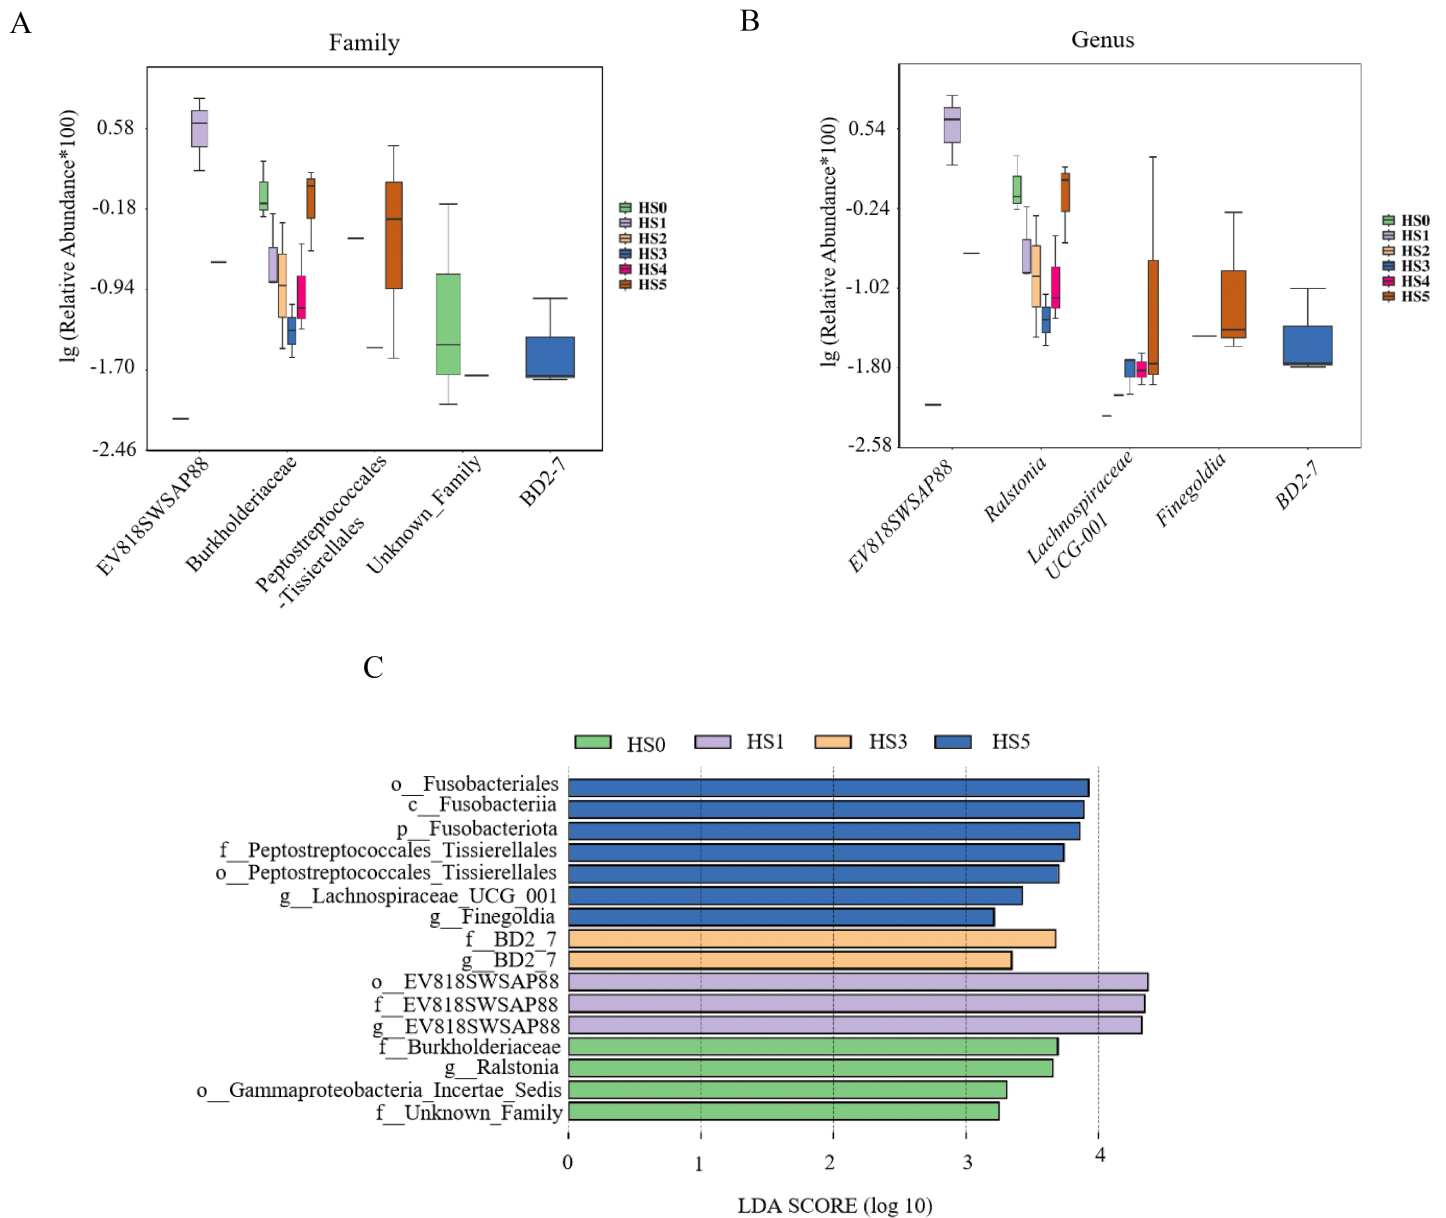 A
Family
lg (Relative Abundance*100)
0.58
-0.18
-0.94
-1.70
-2.46
EV818SWSAP88
Burkholderiaceae
Peptostreptococcales
-Tissierellales
Unknown_Family
BD2-7
HS0
HS1
HS2
HS3
HS4
HS5
B
Genus
lg (Relative Abundance*100)
0.54
-0.24
-1.02
-1.80
-2.58
EV818SWSAP88
Ralstonia
Lachnospiraceae
UCG-001
Finegoldia
BD2-7
HS0
HS1
HS2
HS3
HS4
HS5
C
HS0 HS1 HS3 HS5
o__Fusobacteriales
c__Fusobacteriia
p__Fusobacteriota
f__Peptostreptococcales_Tissierellales
o__Peptostreptococcales_Tissierellales
g__Lachnospiraceae_UCG_001
g__Finegoldia
f__BD2_7
g__BD2_7
o__EV818SWSAP88
f__EV818SWSAP88
g__EV818SWSAP88
f__Burkholderiaceae
g__Ralstonia
o__Gammaproteobacteria_Incertae_Sedis
f__Unknown_Family
0 1 2 3 4
LDA SCORE (log 10)